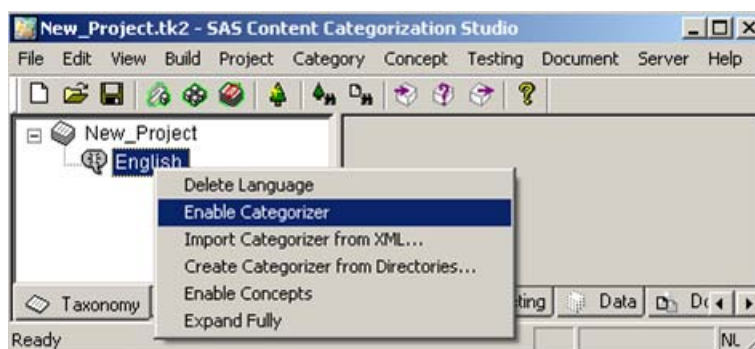 New_Project.tk2 - SAS Content Categorization Studio
File Edit View Build Project Category Concept Testing Document Server Help
New_Project
English
Delete Language
Enable Categorizer
Import Categorizer from XML...
Create Categorizer from Directories...
Enable Concepts
Expand Fully
Taxonomy
Data
Ready